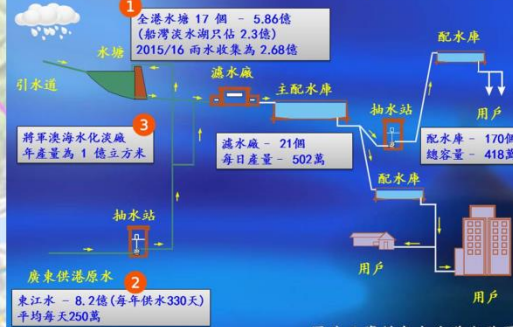 1
全港水塘 17 個 - 5.86億
(船灣淡水湖只佔 2.3億)
2015/16 雨水收集為 2.68億
配水庫
水塘
濾水廠
引水道
主配水庫
抽水站
用戶
3
將軍澳海水化淡廠
年產量為 1 億立方米
濾水廠 - 21個
每日產量 - 502萬
配水庫 - 170個
總容量 - 418萬
配水庫
抽水站
用戶
廣東供港原水
2
用戶
東江水 - 8.2億(每年供水330天)
平均每天250萬